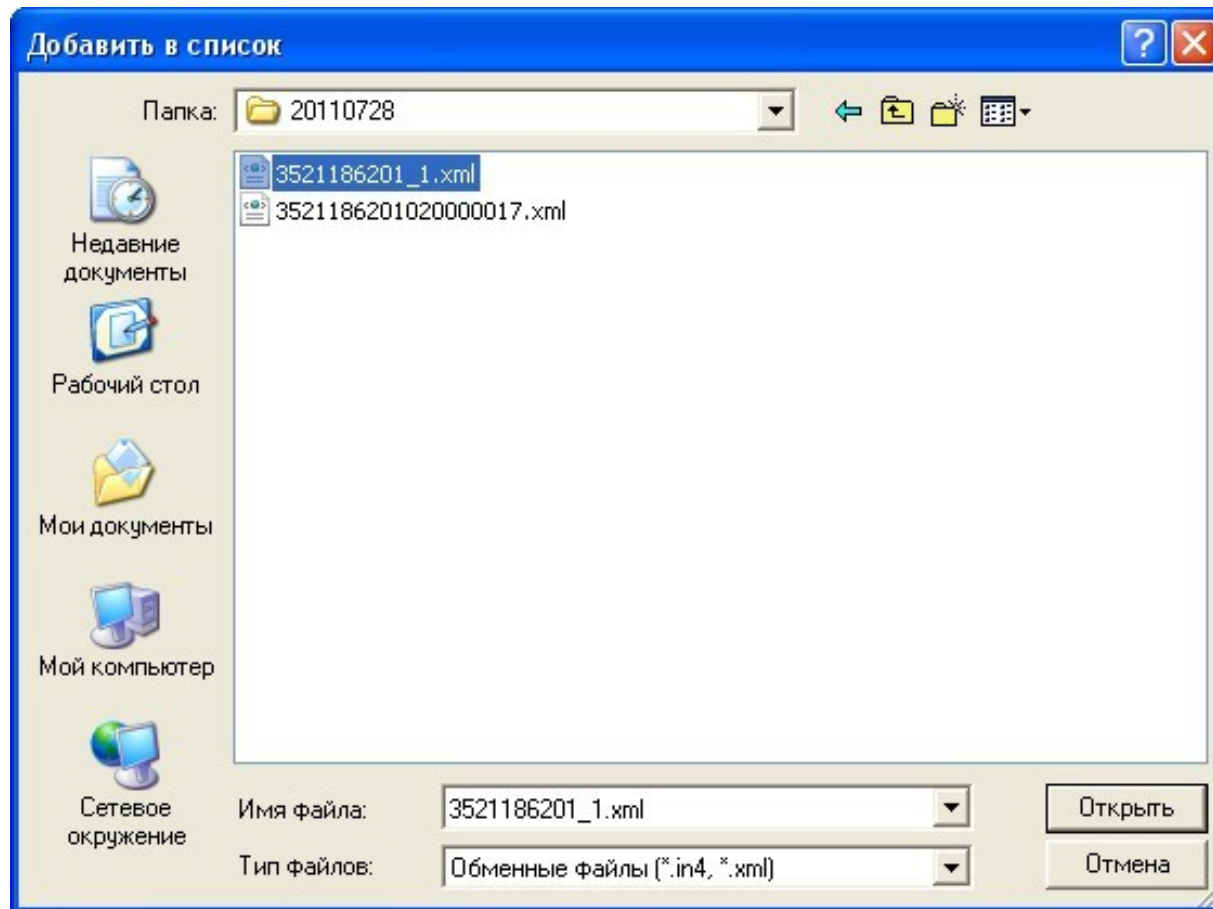 Добавить в список
Папка: 20110728
3521186201_1.xml
3521186201020000017.xml
Недавние
документы
Рабочий стол
Мои документы
Мой компьютер
Сетевое
окружение
Имя файла: 3521186201_1.xml Открыть
Тип файлов: Обменные файлы (*.in4, *.xml) Отмена